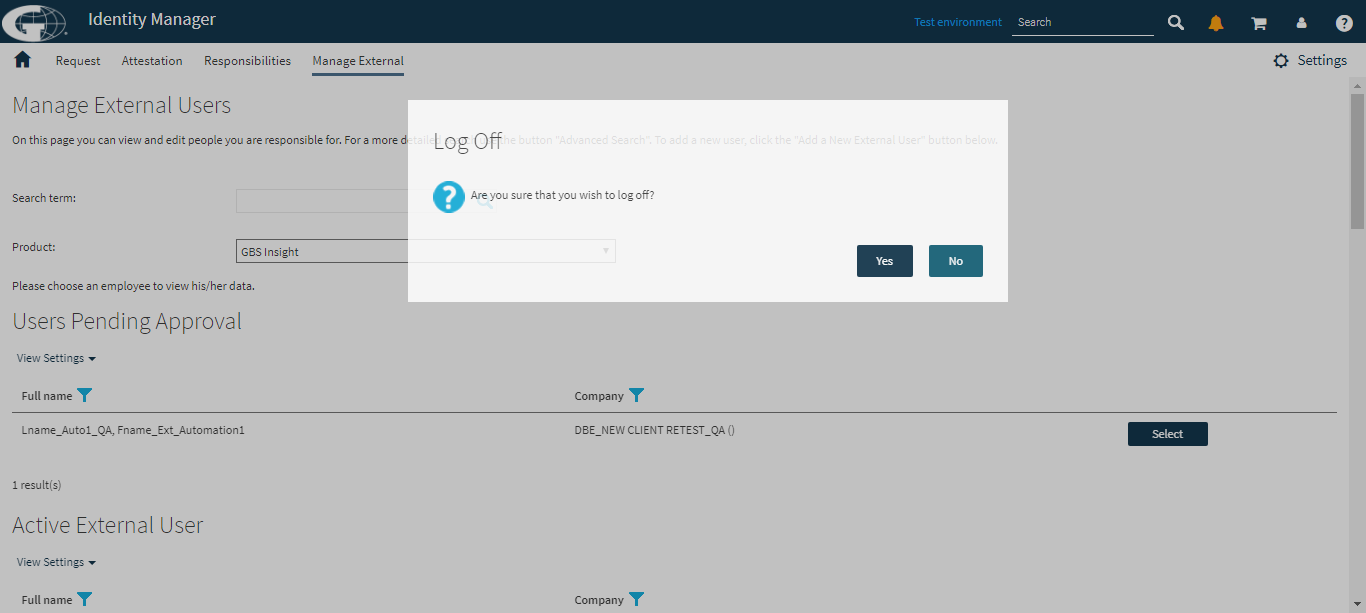 Identity Manager
Test environment
Search
Request
Attestation
Responsibilities
Manage External
Settings
Manage External Users
On this page you can view and edit people you are responsible for. For a more detailed search use the button "Advanced Search". To add a new user, click the "Add a New External User" button below.
Log Off
Are you sure that you wish to log off?
Yes
No
Search term:
Product:
GBS Insight
Please choose an employee to view his/her data.
Users Pending Approval
View Settings
Full name
Company
Lname_Auto1_QA, Fname_Ext_Automation1
DBE_NEW CLIENT RETEST_QA ()
Select
1 result(s)
Active External User
View Settings
Full name
Company